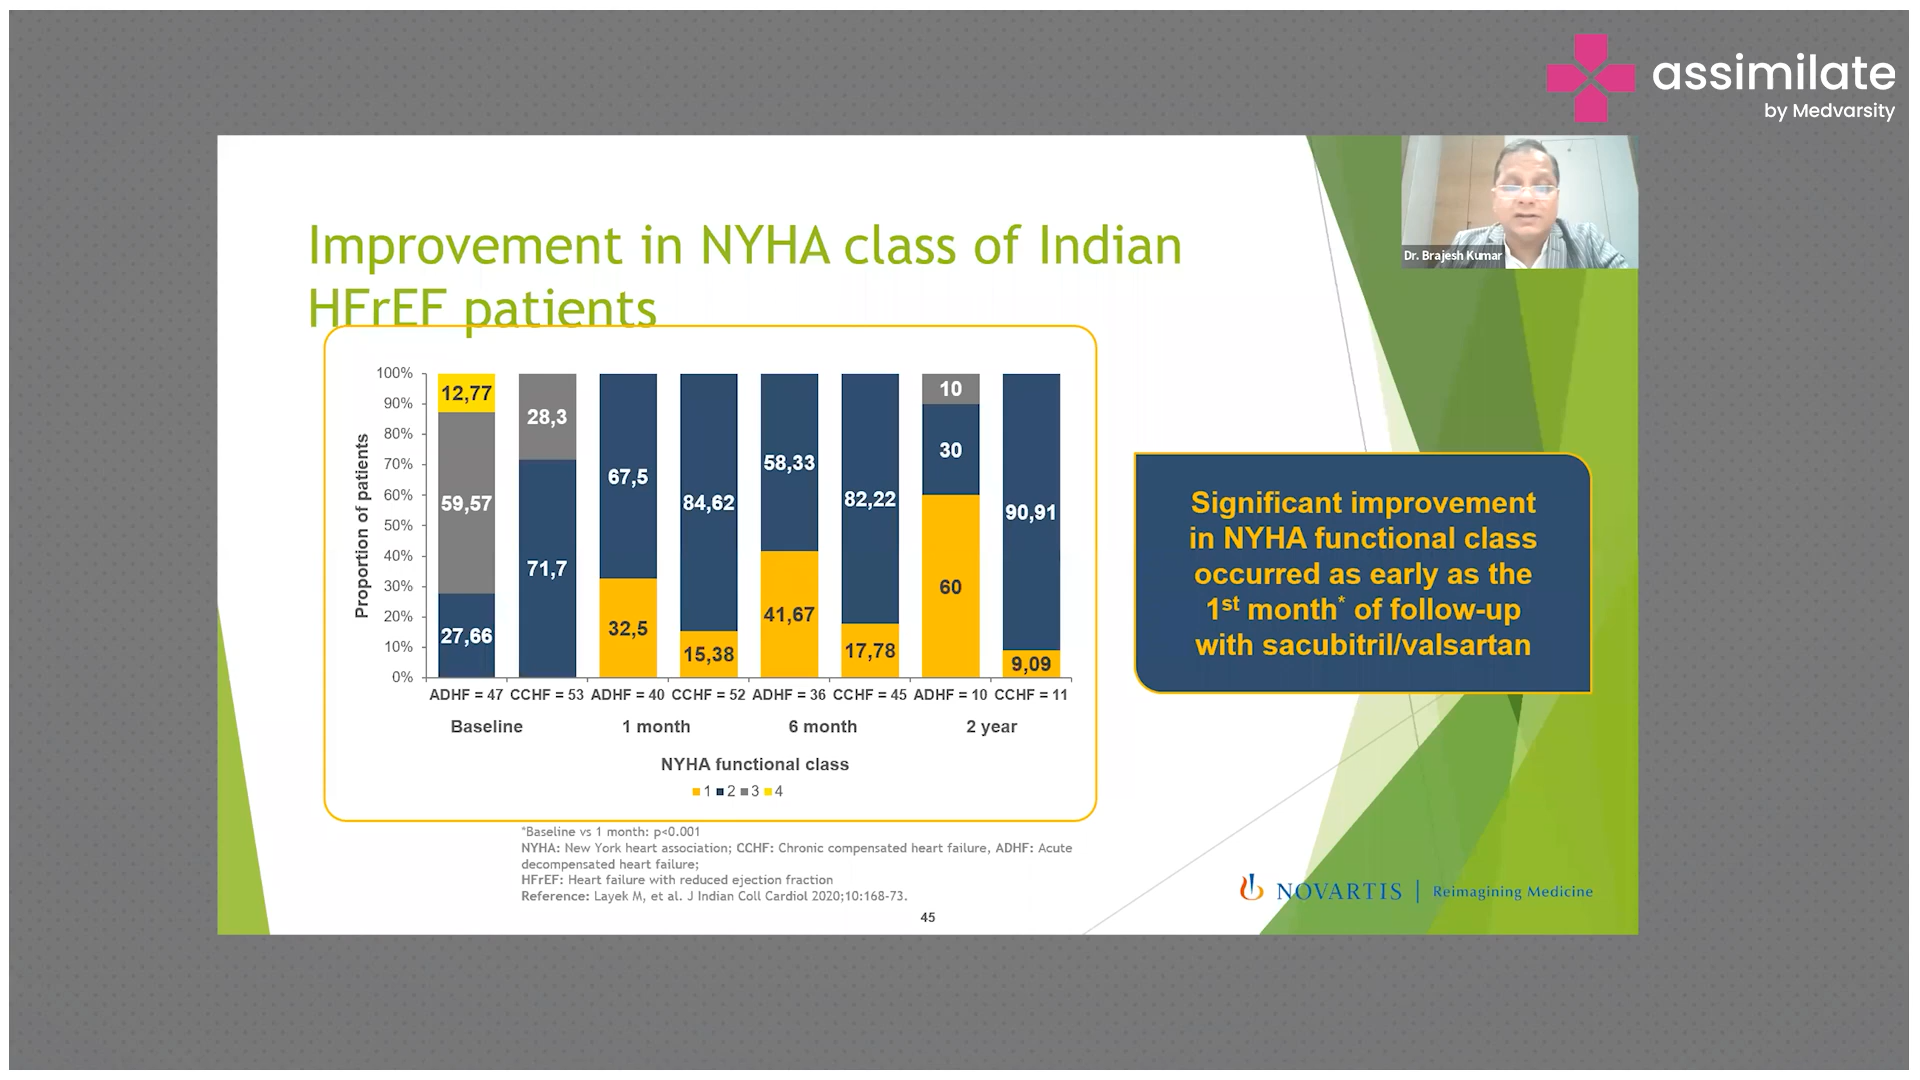 assimilate
by Medvarsity
Dr. Brajesh Kumar
Improvement in NYHA class of Indian
HFrEF patients
Proportion of patients
100%
90%
80%
70%
60%
50%
40%
30%
20%
10%
0%
12,77
59,57
27,66
28,3
71,7
67,5
32,5
84,62
15,38
58,33
41,67
82,22
17,78
10
30
60
90,91
9,09
ADHF = 47 CCHF = 53 ADHF = 40 CCHF = 52 ADHF = 36 CCHF = 45 ADHF = 10 CCHF = 11
Baseline 1 month 6 month 2 year
NYHA functional class
1 2 3 4
Significant improvement
in NYHA functional class
occurred as early as the
1st month* of follow-up
with sacubitril/valsartan
*Baseline vs 1 month: p<0.001
NYHA: New York heart association; CCHF: Chronic compensated heart failure, ADHF: Acute
decompensated heart failure;
HFrEF: Heart failure with reduced ejection fraction
Reference: Layek M, et al. J Indian Coll Cardiol 2020;10:168-73.
45
NOVARTIS | Reimagining Medicine